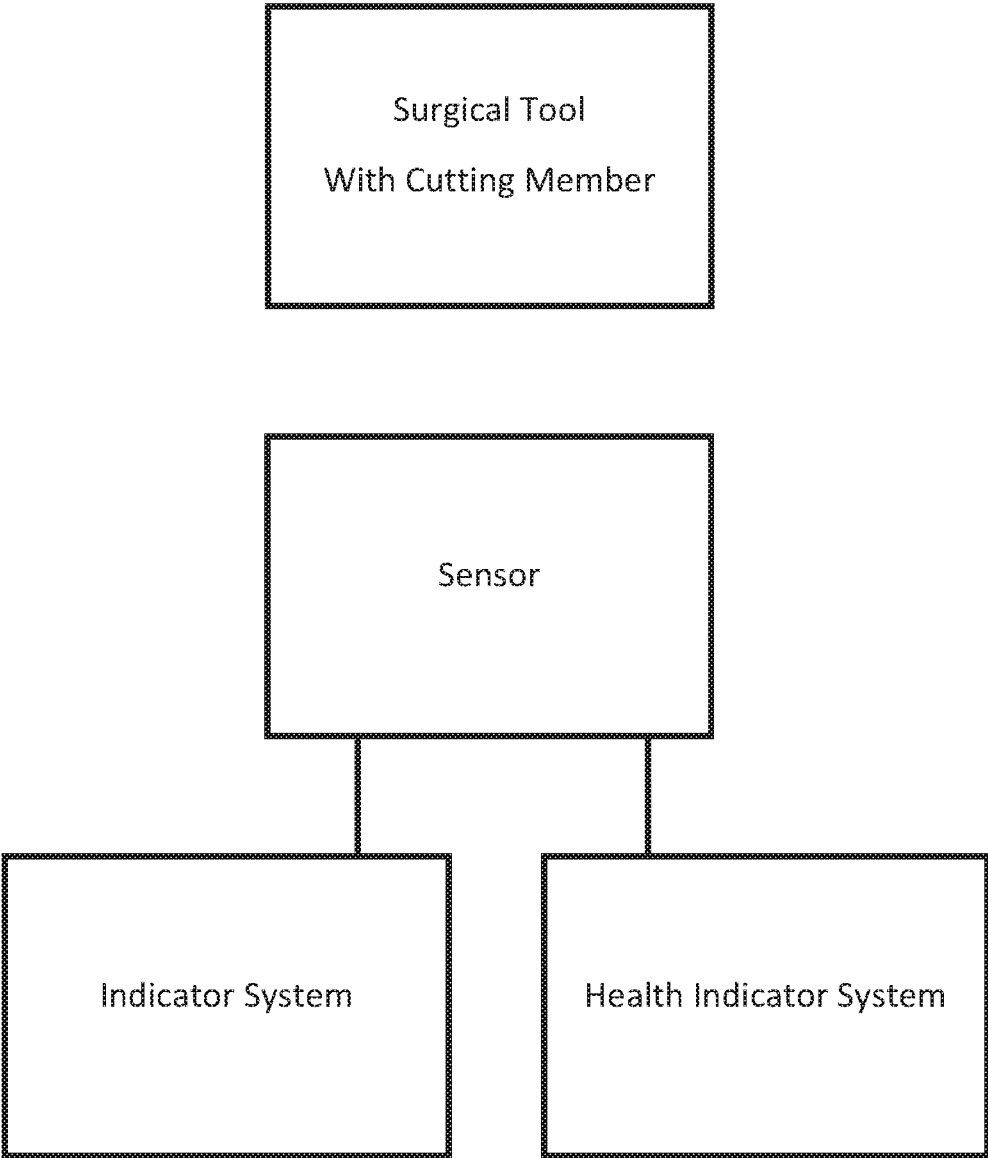 Surgical Tool
With Cutting Member
Sensor
Indicator System
Health Indicator System